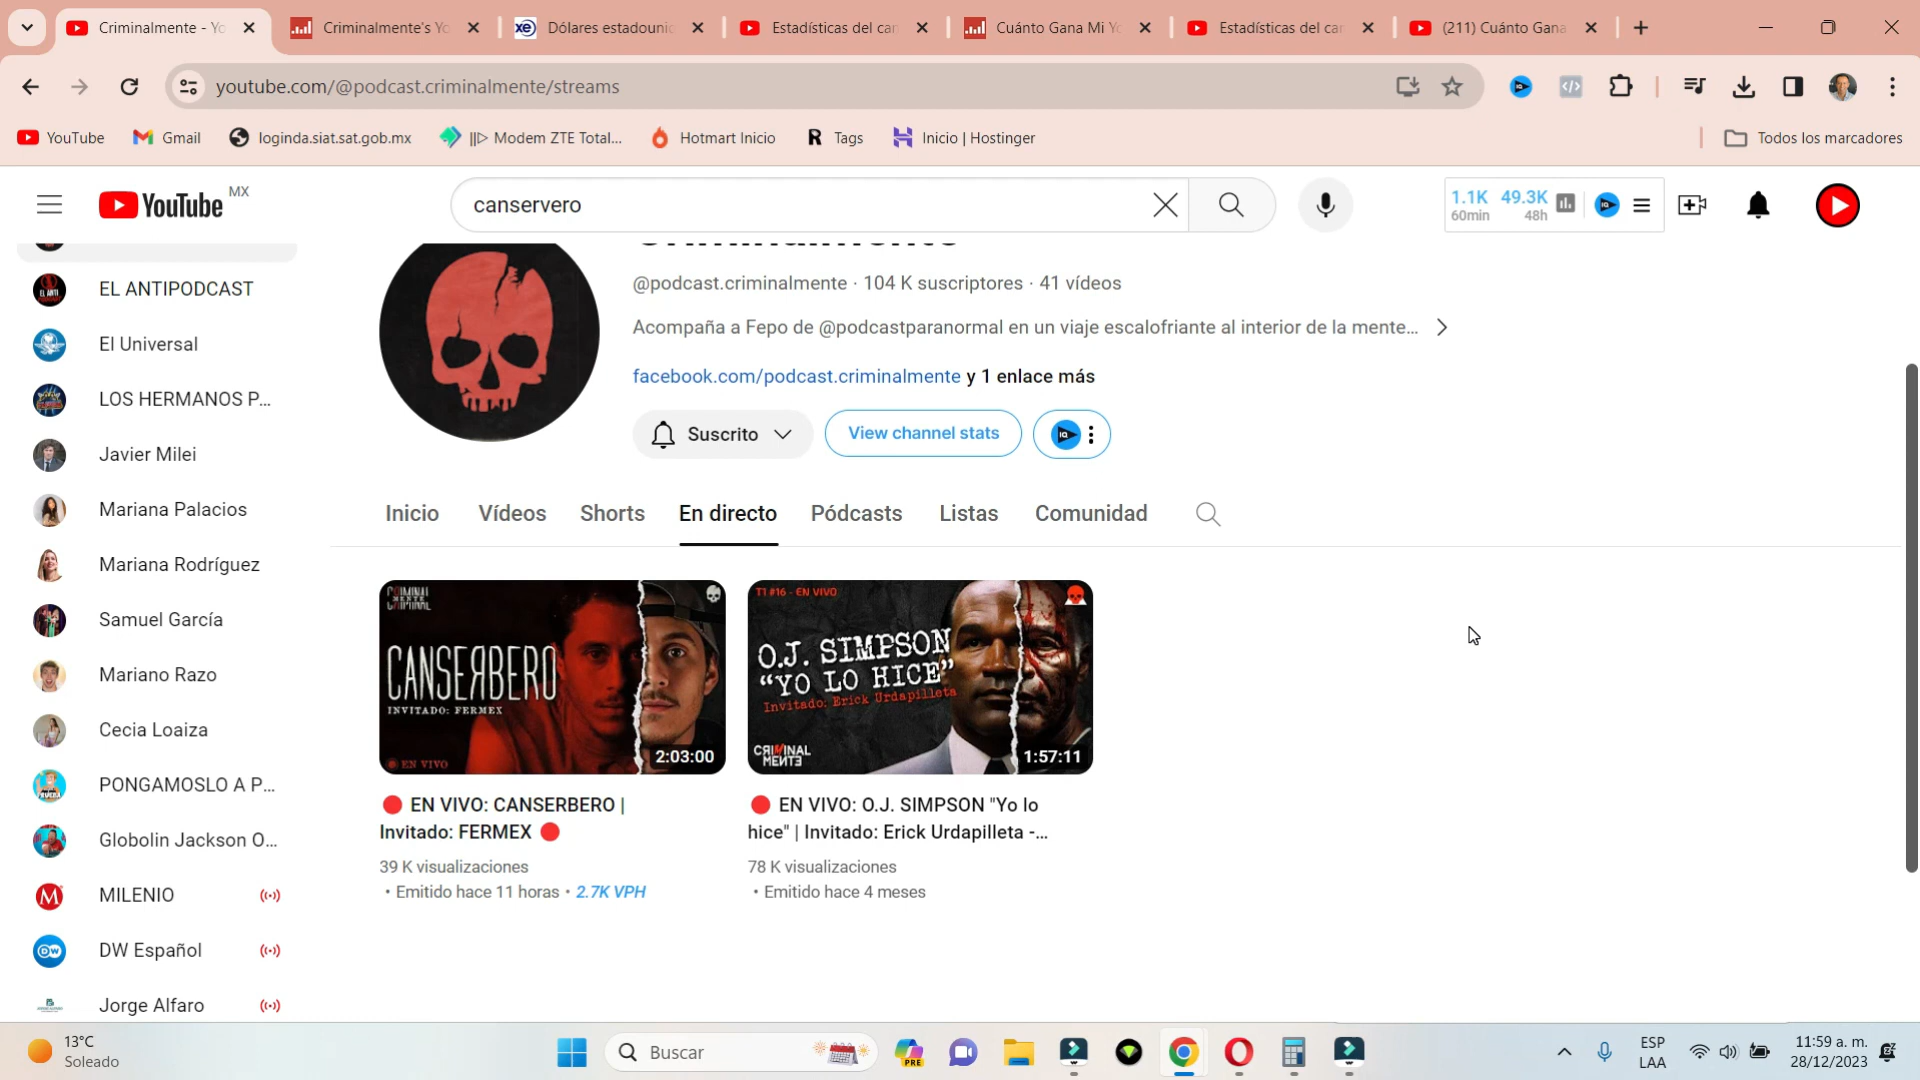 Criminalmente - Yo
Criminalmente's Yo
xe Dólares estadounic
Estadísticas del can
Cuánto Gana Mi Yo
Estadísticas del can
(211) Cuánto Gana
youtube.com/@podcast.criminalmente/streams
YouTube
Gmail
loginda.siat.sat.gob.mx
||▷ Modem ZTE Total...
Hotmart Inicio
R Tags
Inicio | Hostinger
Todos los marcadores
YouTube MX
canservero
1.1K 49.3K
60min 48h
@podcast.criminalmente · 104 K suscriptores · 41 vídeos
Acompaña a Fepo de @podcastparanormal en un viaje escalofriante al interior de la mente...
facebook.com/podcast.criminalmente y 1 enlace más
Suscrito
View channel stats
Inicio
Vídeos
Shorts
En directo
Pódcasts
Listas
Comunidad
EL ANTIPODCAST
El Universal
LOS HERMANOS P...
Javier Milei
Mariana Palacios
Mariana Rodríguez
Samuel García
Mariano Razo
Cecia Loaiza
PONGAMOSLO A P...
Globolin Jackson O...
MILENIO
DW Español
Jorge Alfaro
CANSERBERO
INVITADO: FERMEX
EN VIVO
2:03:00
🔴 EN VIVO: CANSERBERO |
Invitado: FERMEX 🔴
39 K visualizaciones
• Emitido hace 11 horas • 2.7K VPH
T1 #16 - EN VIVO
O.J. SIMPSON
"YO LO HICE"
Invitado: Erick Urdapilleta
CRIMINAL
MENTE
1:57:11
🔴 EN VIVO: O.J. SIMPSON "Yo lo
hice" | Invitado: Erick Urdapilleta -...
78 K visualizaciones
• Emitido hace 4 meses
13°C
Soleado
Buscar
PRE
ESP
LAA
11:59 a. m.
28/12/2023